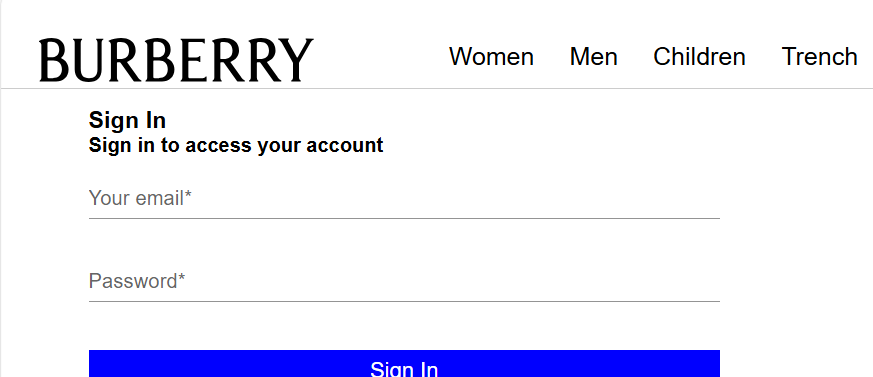 BURBERRY Women Men Children Trench
Sign In
Sign in to access your account
Your email*
Password*
Sign In